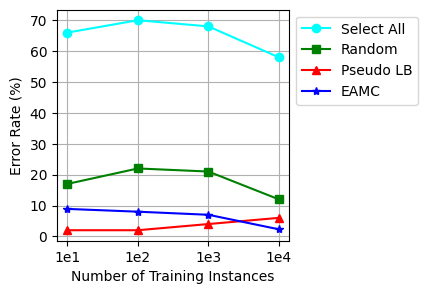 70
60
50
40
30
20
10
0
Error Rate (%)
1e1 1e2 1e3 1e4
Number of Training Instances
Select All
Random
Pseudo LB
EAMC